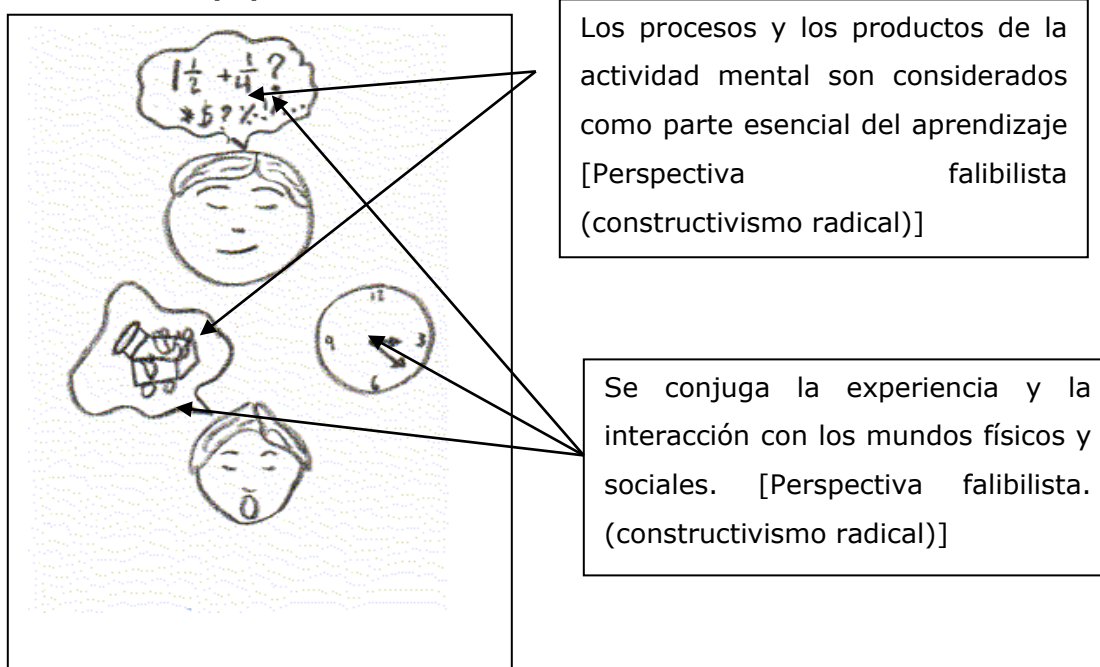 1 1/2 + 1/4 ?
* $ ? %
12
9 3
6
Los procesos y los productos de la
actividad mental son considerados
como parte esencial del aprendizaje
[Perspectiva falibilista
(constructivismo radical)]
Se conjuga la experiencia y la
interacción con los mundos físicos y
sociales. [Perspectiva falibilista.
(constructivismo radical)]